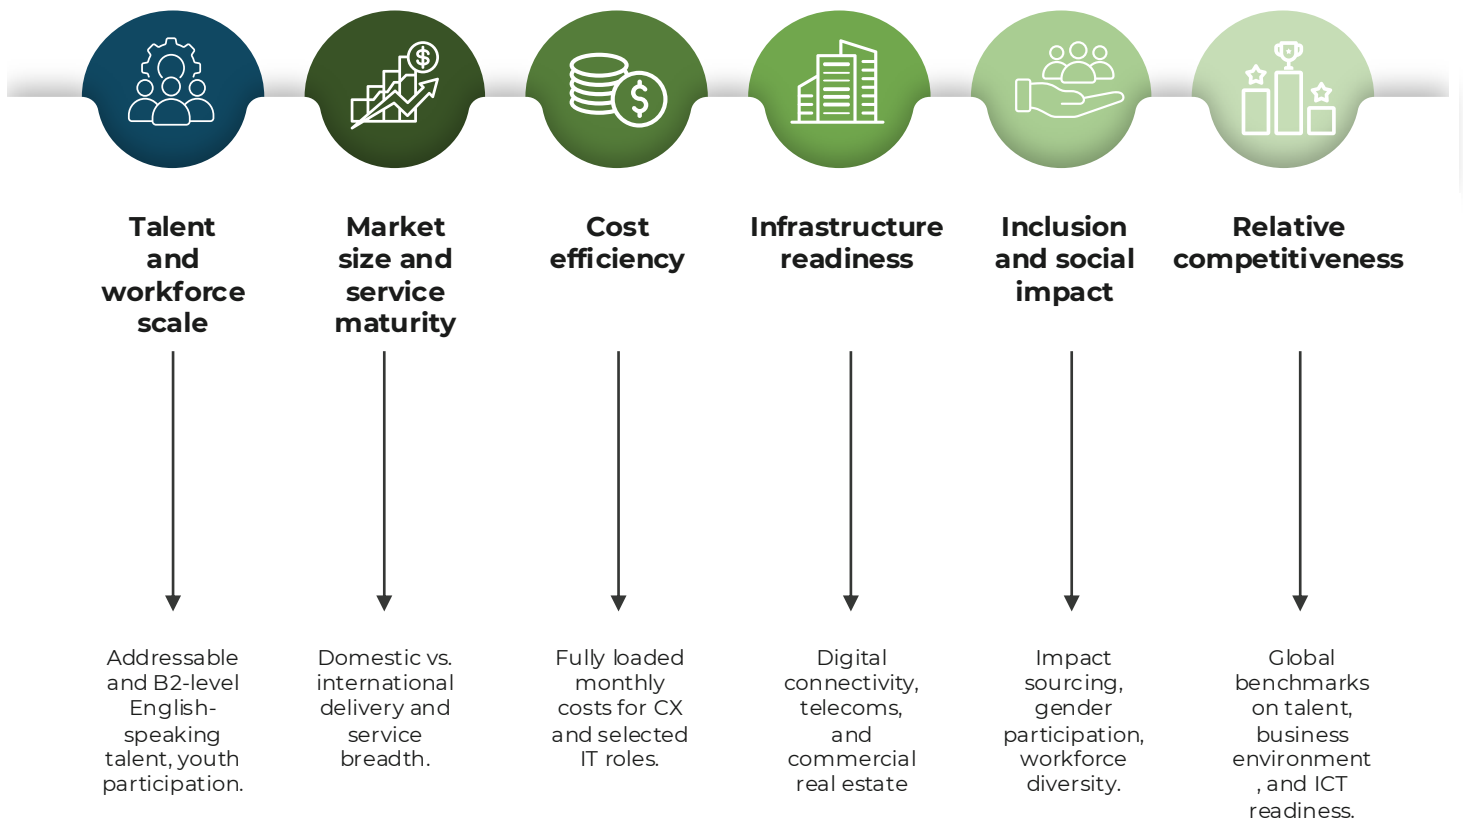 Talent
and
workforce
scale
Market
size and
service
maturity
Cost
efficiency
Infrastructure
readiness
Inclusion
and social
impact
Relative
competitiveness
Addressable
and B2-level
English-
speaking
talent, youth
participation.
Domestic vs.
international
delivery and
service
breadth.
Fully loaded
monthly
costs for CX
and selected
IT roles.
Digital
connectivity,
telecoms,
and
commercial
real estate
Impact
sourcing,
gender
participation,
workforce
diversity.
Global
benchmarks
on talent,
business
environment
, and ICT
readiness.